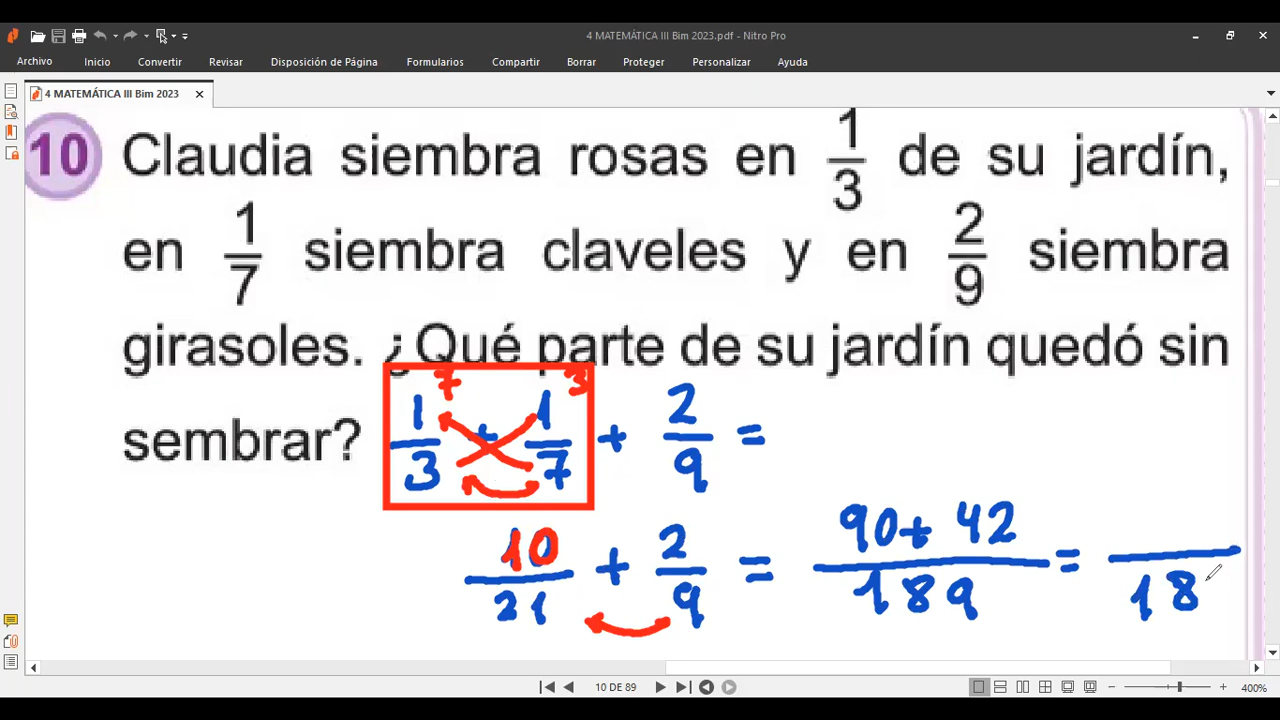 4 MATEMÁTICA III Bim 2023.pdf - Nitro Pro
Archivo Inicio Convertir Revisar Disposición de Página Formularios Compartir Borrar Proteger Personalizar Ayuda
4 MATEMÁTICA III Bim 2023
10 Claudia siembra rosas en 1/3 de su jardín,
en 1/7 siembra claveles y en 2/9 siembra
girasoles. ¿Qué parte de su jardín quedó sin
sembrar?
7 3
1/3 + 1/7 + 2/9 =
10/21 + 2/9 = 90+42/189 = /18
10 DE 89
400%